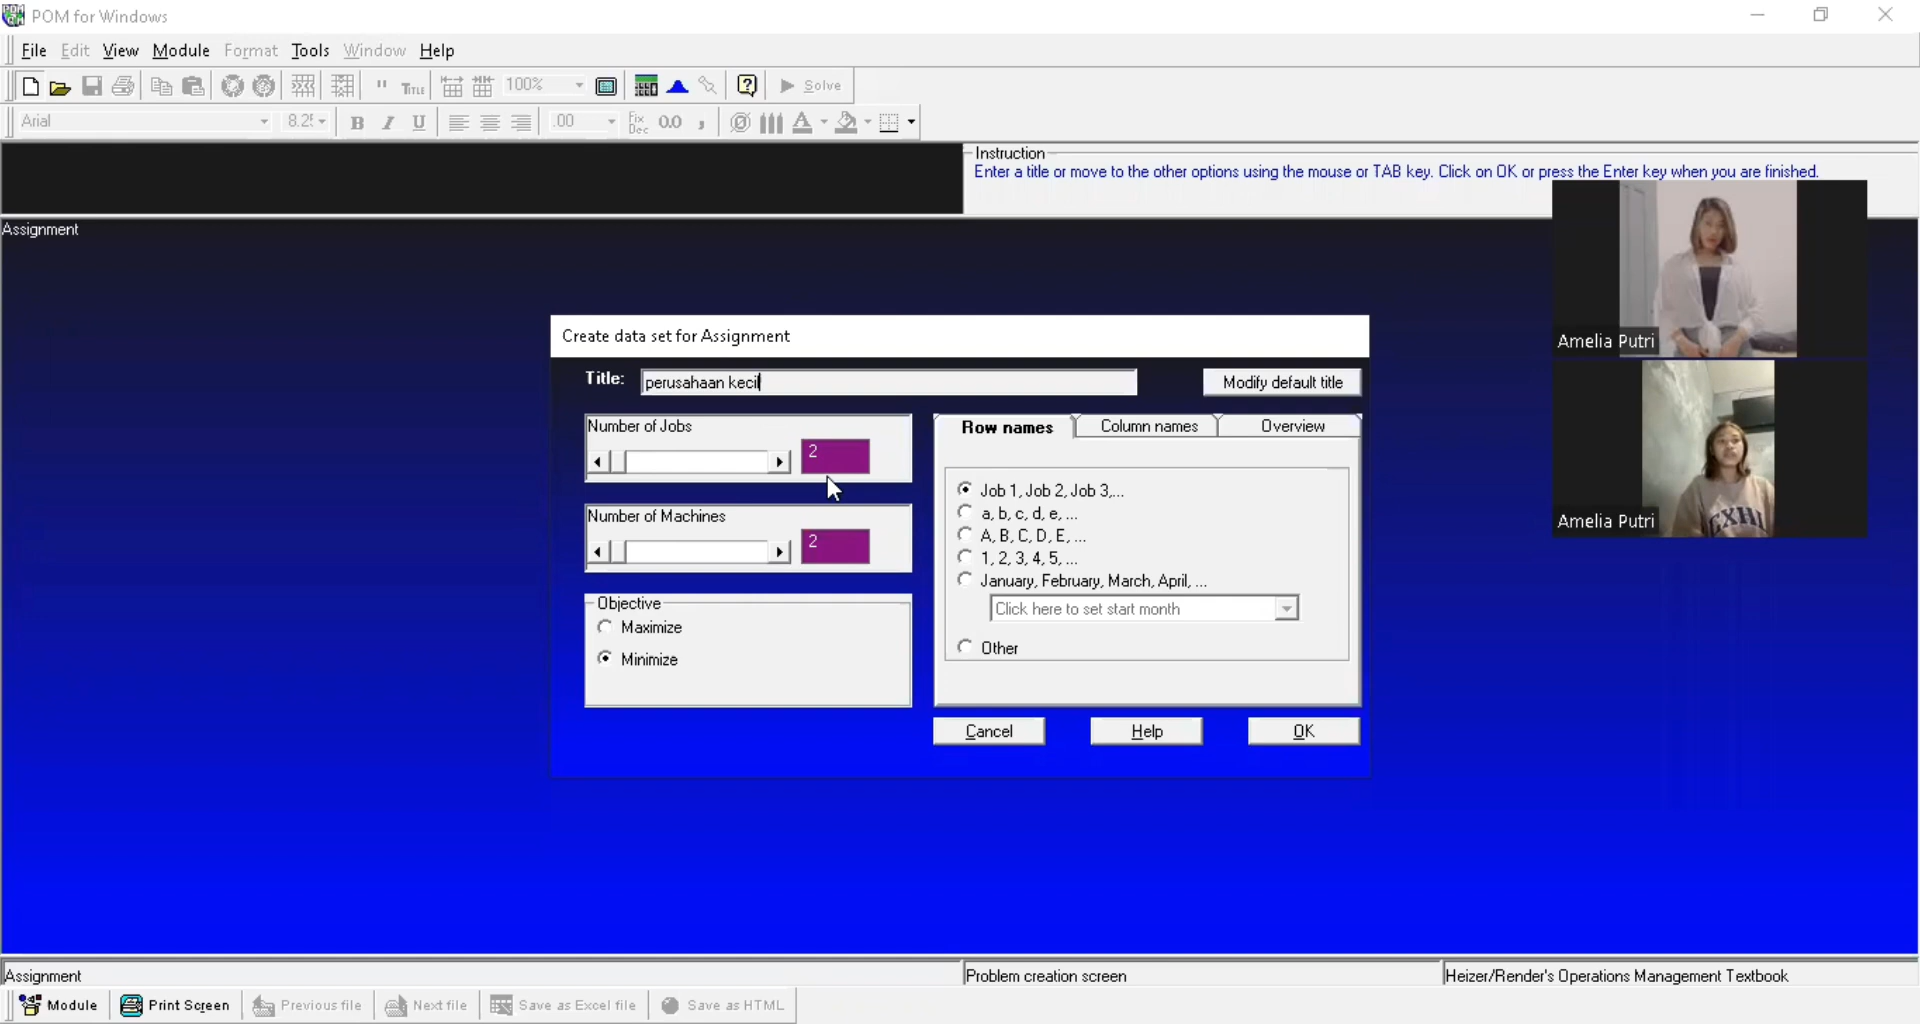 POM for Windows
File Edit View Module Format Tools Window Help
100% Solve
Arial 8.2 B I U .00 Fix Dec 0.0 ,
Instruction
Enter a title or move to the other options using the mouse or TAB key. Click on OK or press the Enter key when you are finished.
Assignment
Create data set for Assignment
Title: perusahaan kecil Modify default title
Number of Jobs
2
Number of Machines
2
Objective
Maximize
Minimize
Row names Column names Overview
Job 1, Job 2, Job 3,...
a, b, c, d, e, ...
A, B, C, D, E, ...
1, 2, 3, 4, 5, ...
January, February, March, April, ...
Click here to set start month
Other
Cancel Help OK
Amelia Putri
Amelia Putri
Assignment Problem creation screen Heizer/Render's Operations Management Textbook
Module Print Screen Previous file Next file Save as Excel file Save as HTML